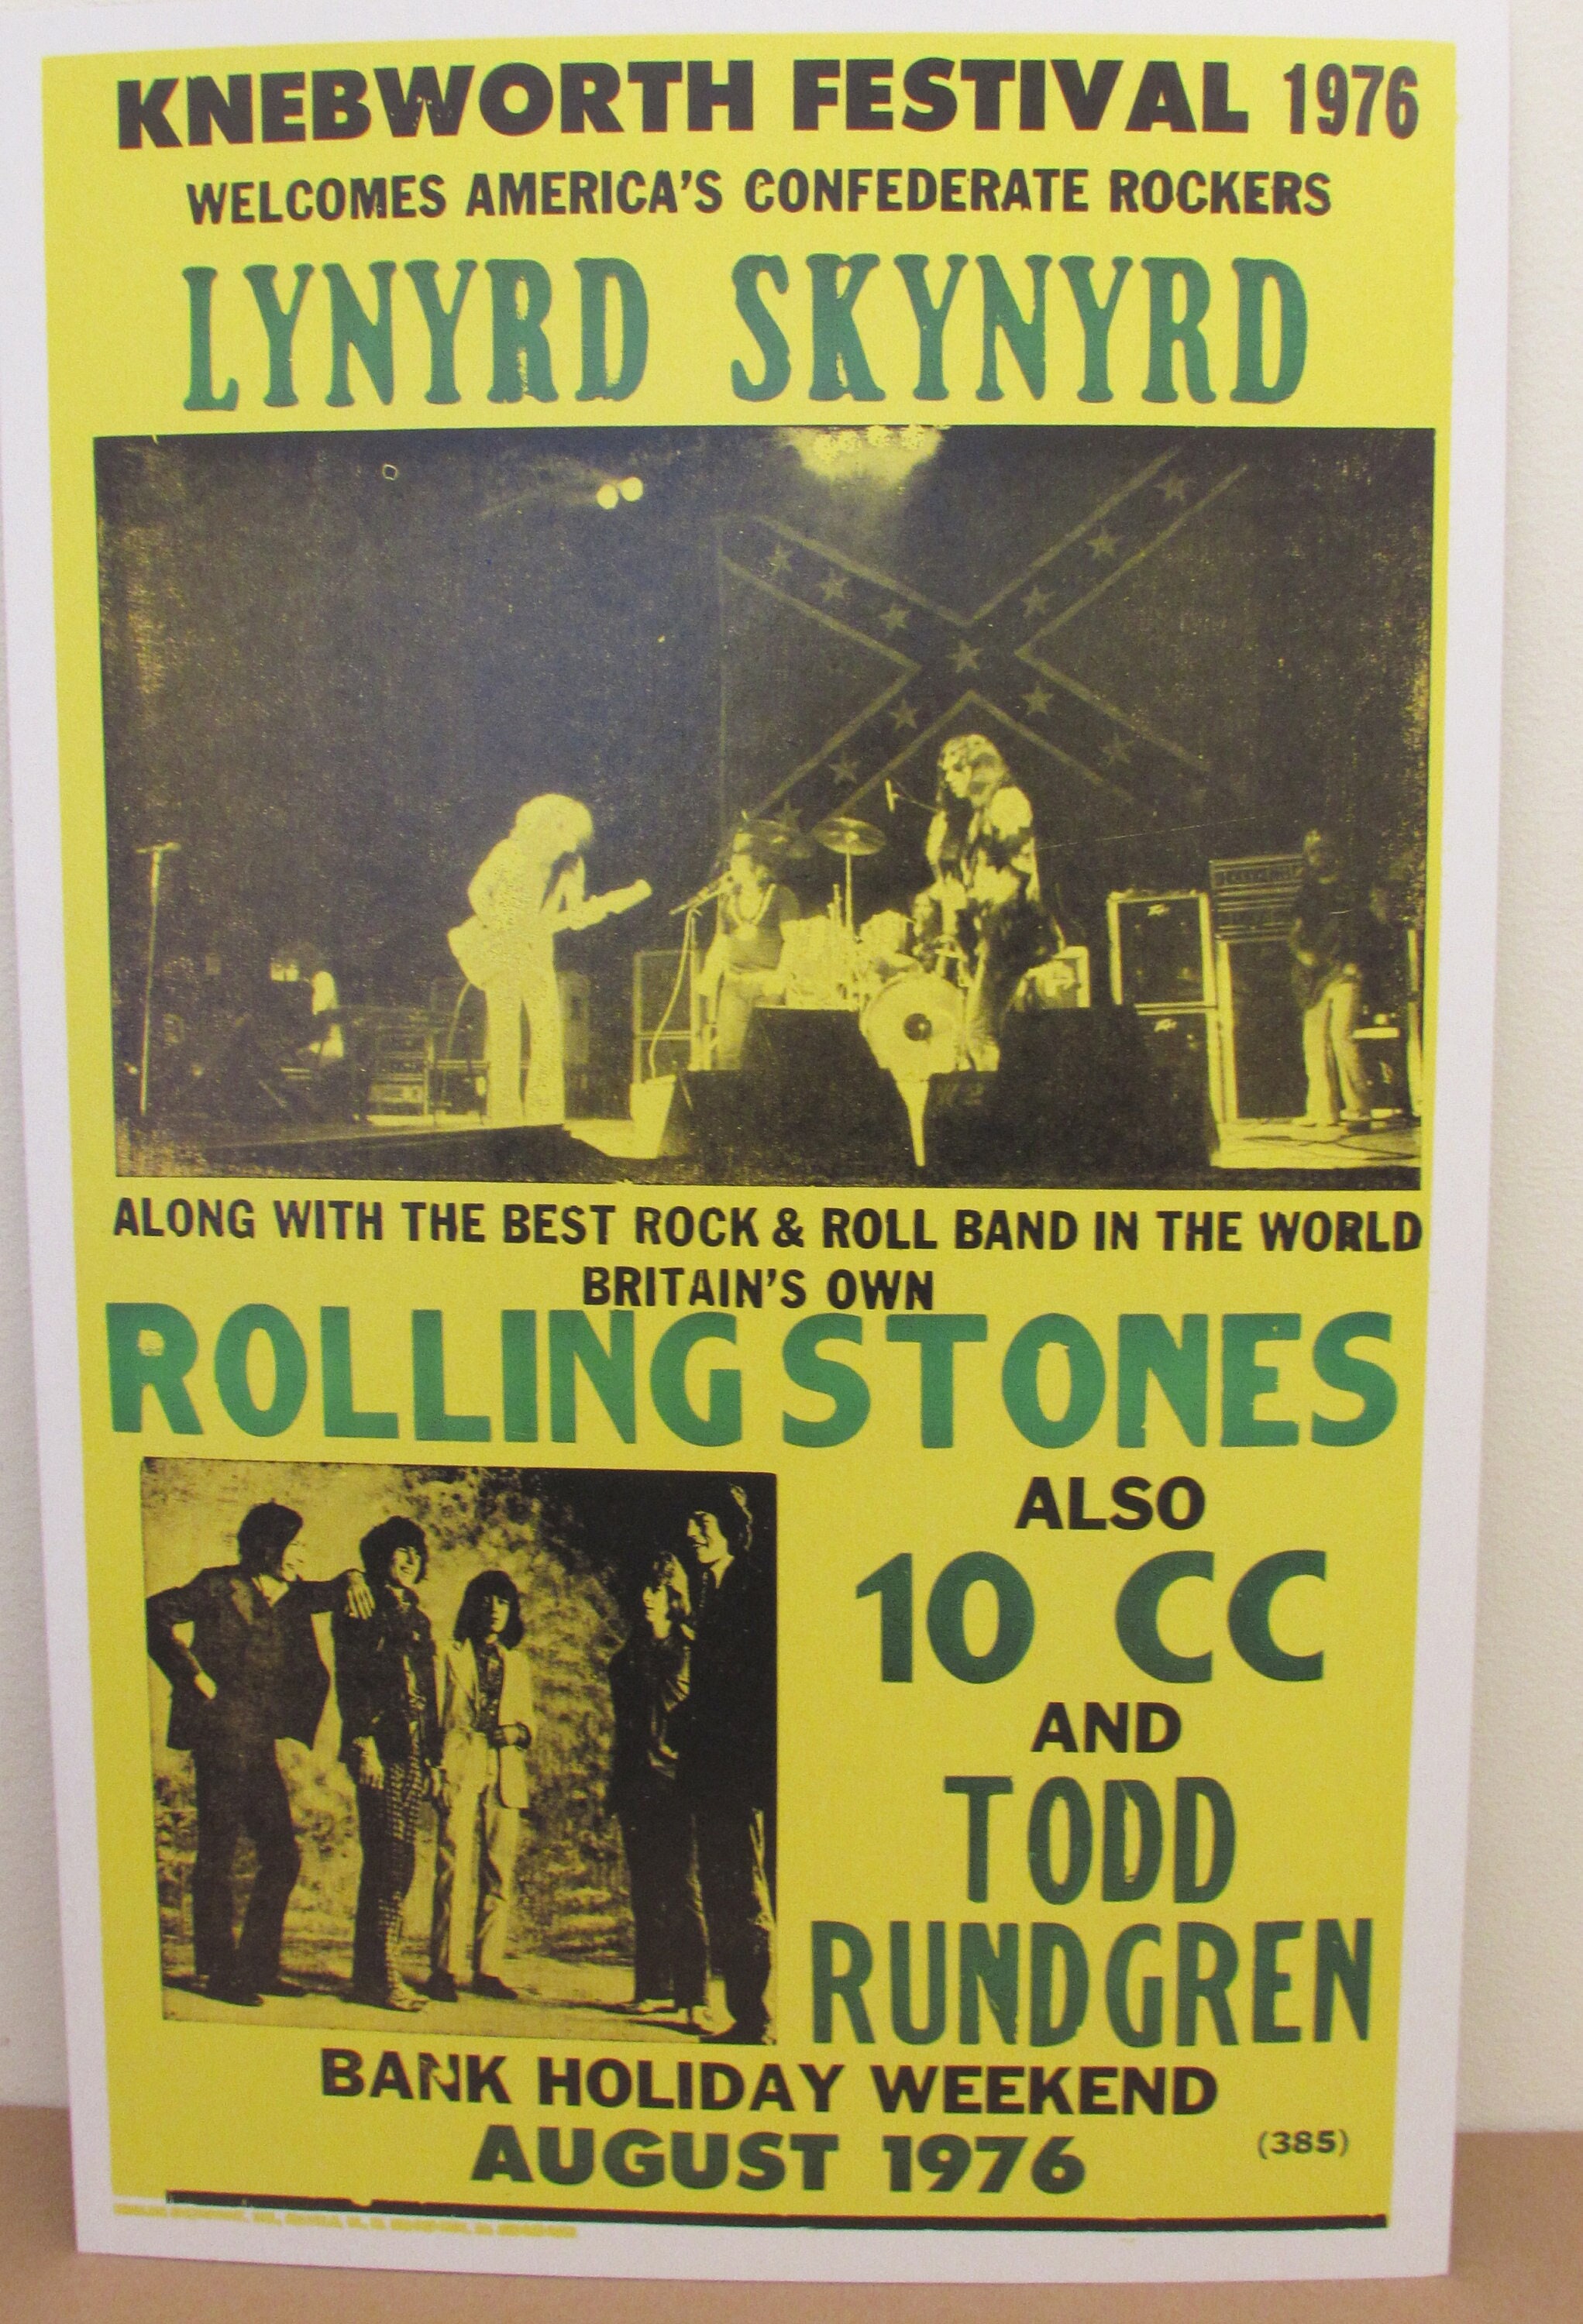 KNEBWORTH FESTIVAL 1976
WELCOMES AMERICA'S CONFEDERATE ROCKERS
LYNYRD SKYNYRD
ALONG WITH THE BEST ROCK & ROLL BAND IN THE WORLD
BRITAIN'S OWN
ROLLING STONES
ALSO
10 CC
AND
TODD
RUNDGREN
BANK HOLIDAY WEEKEND
AUGUST 1976
(385)